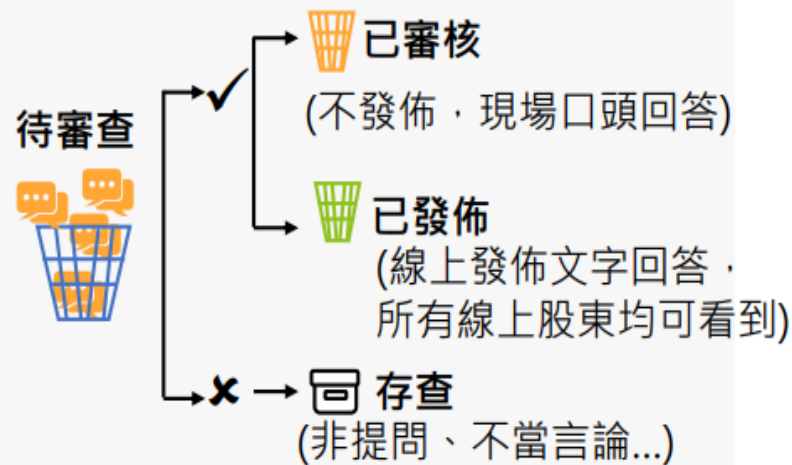 待審查
已審核
(不發佈，現場口頭回答)
已發佈
(線上發佈文字回答，
所有線上股東均可看到)
存查
(非提問、不當言論...)